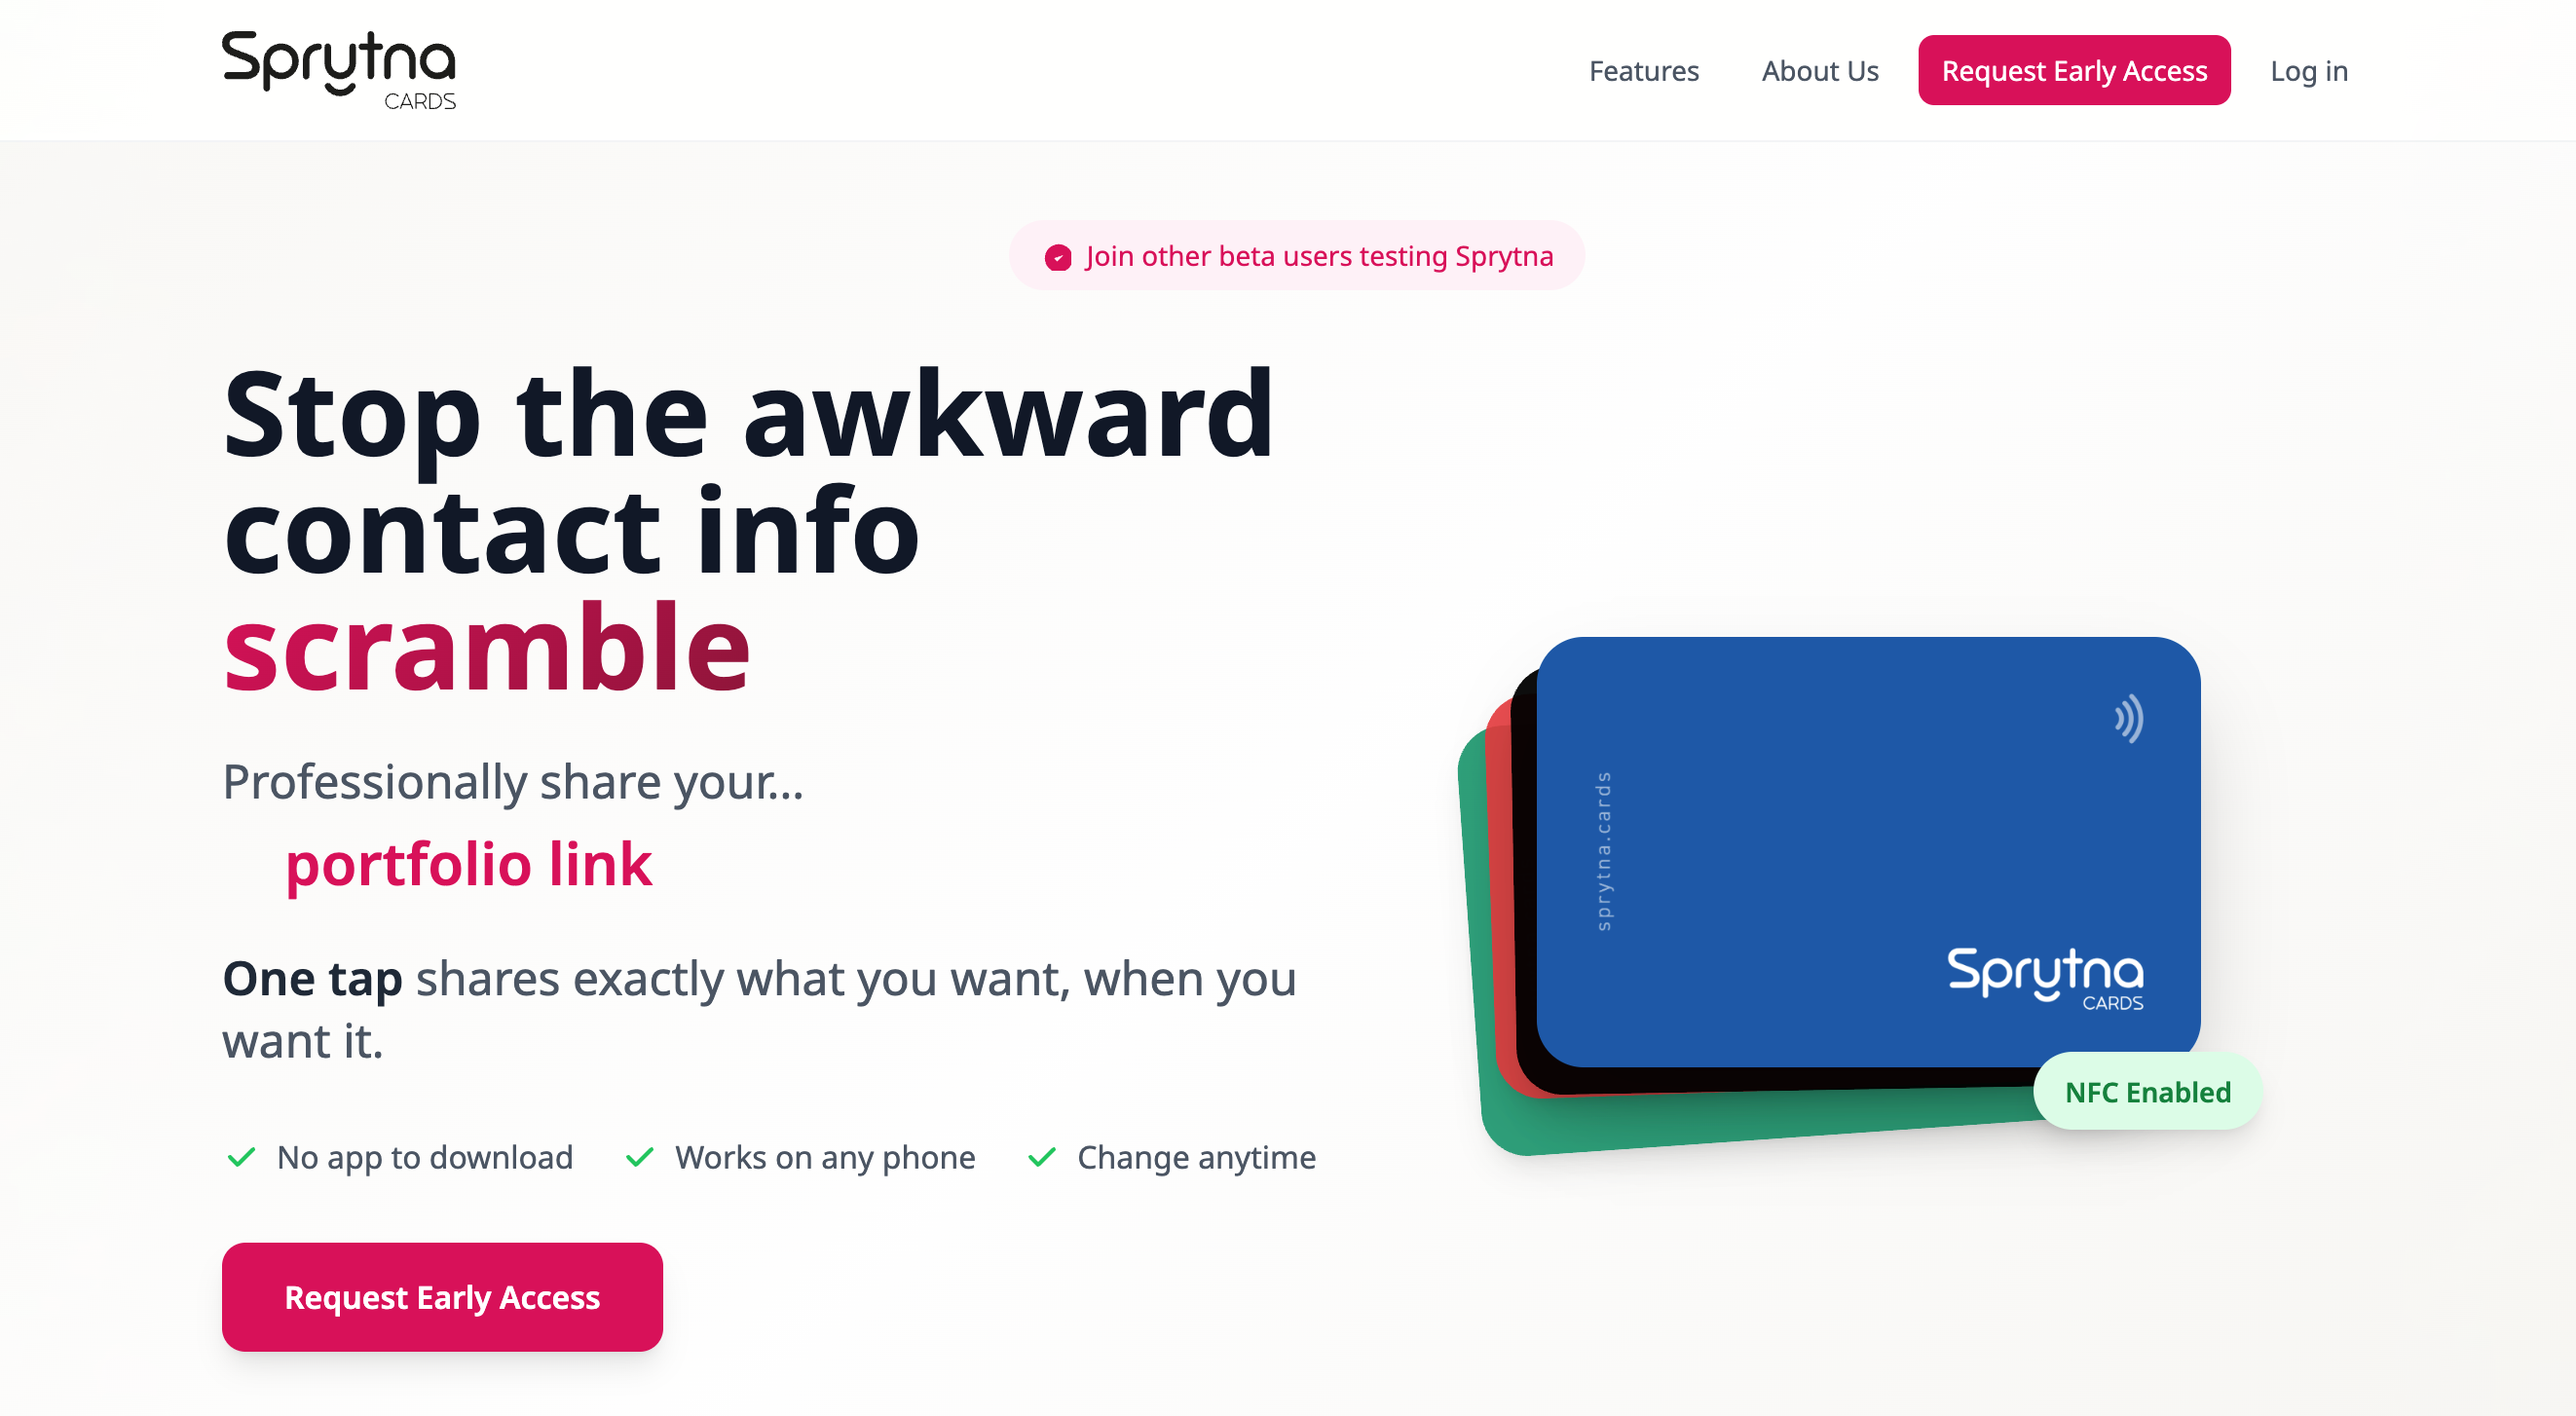 Sprytna
CARDS
Features
About Us
Request Early Access
Log in
Join other beta users testing Sprytna
Stop the awkward
contact info
scramble
Professionally share your...
portfolio link
One tap shares exactly what you want, when you
want it.
No app to download
Works on any phone
Change anytime
Request Early Access
sprytna.cards
Sprytna
CARDS
NFC Enabled